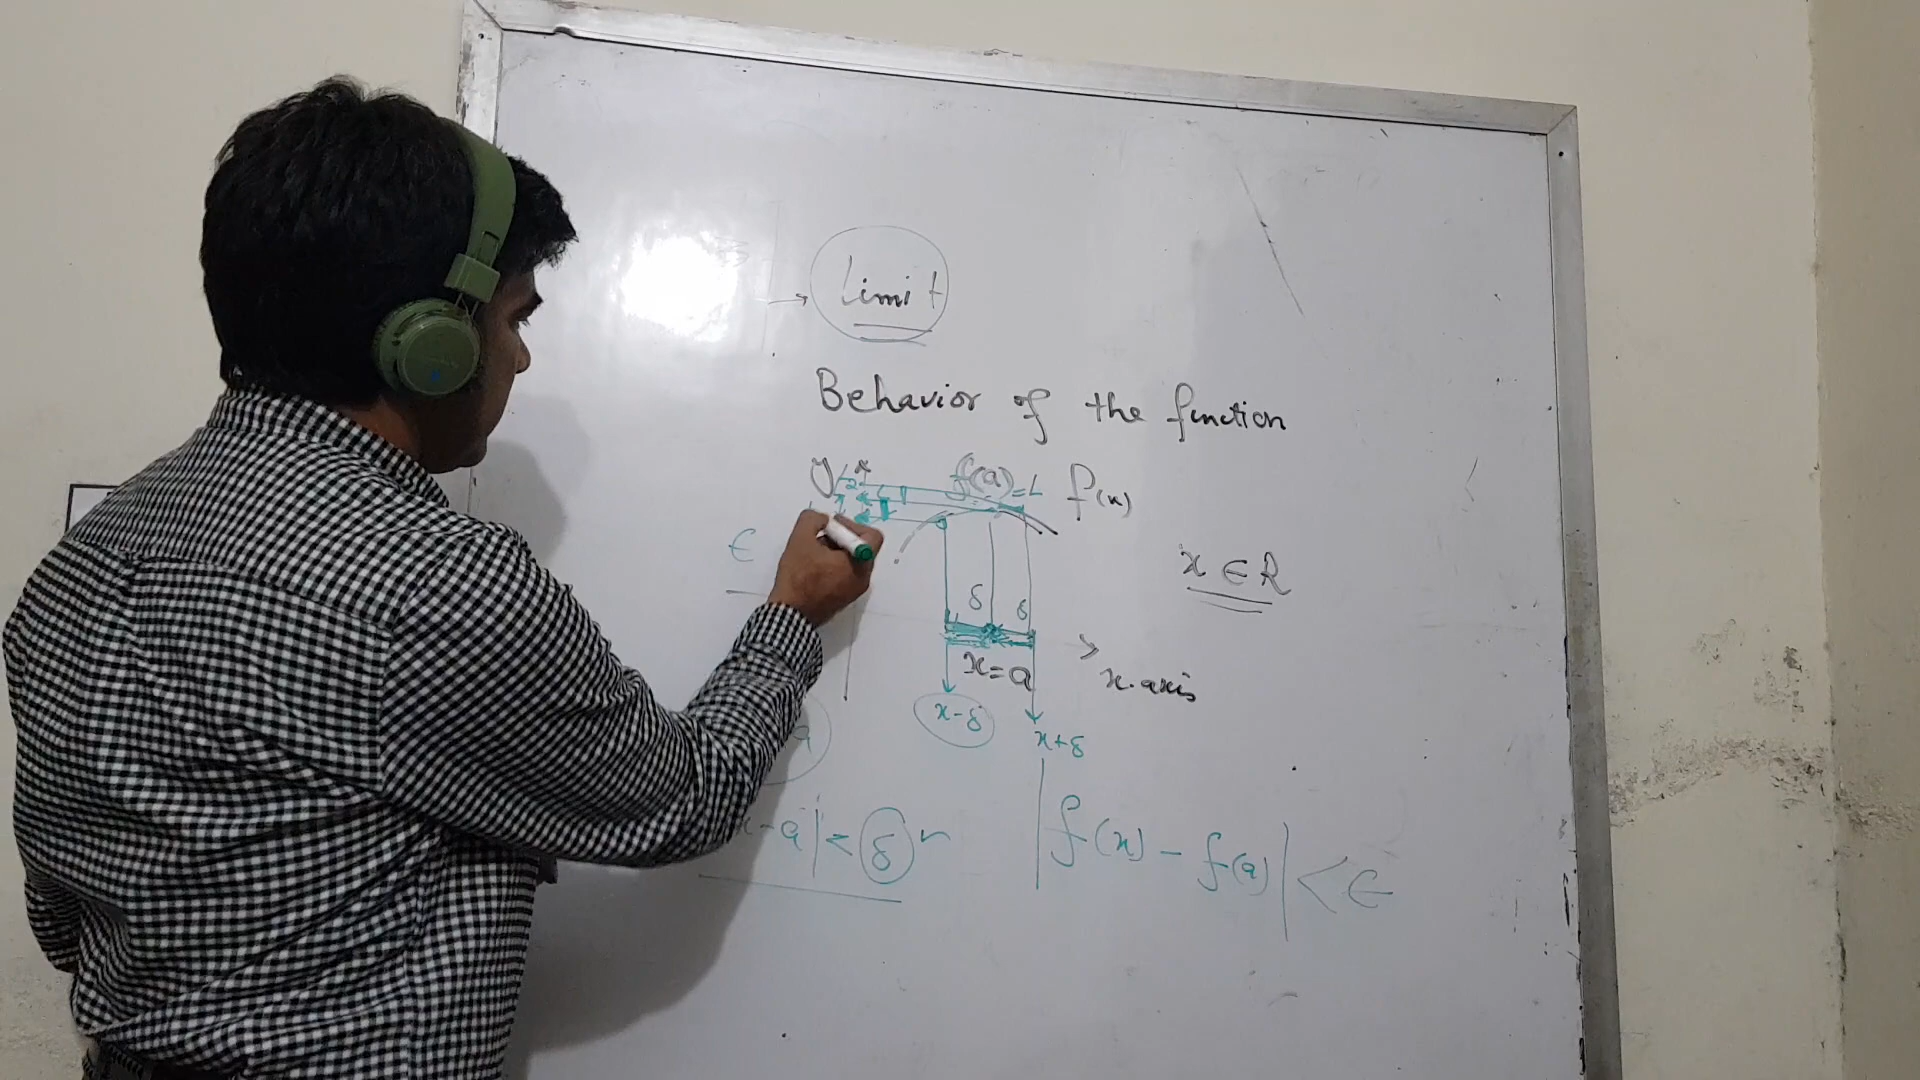 Limit
Behavior of the function
y f(a)=L f(x)
ϵ
x ∈ R
δ δ
x=a
x-axis
x-δ
x+δ
-a|<δ
|f(x)-f(a)|<ϵ